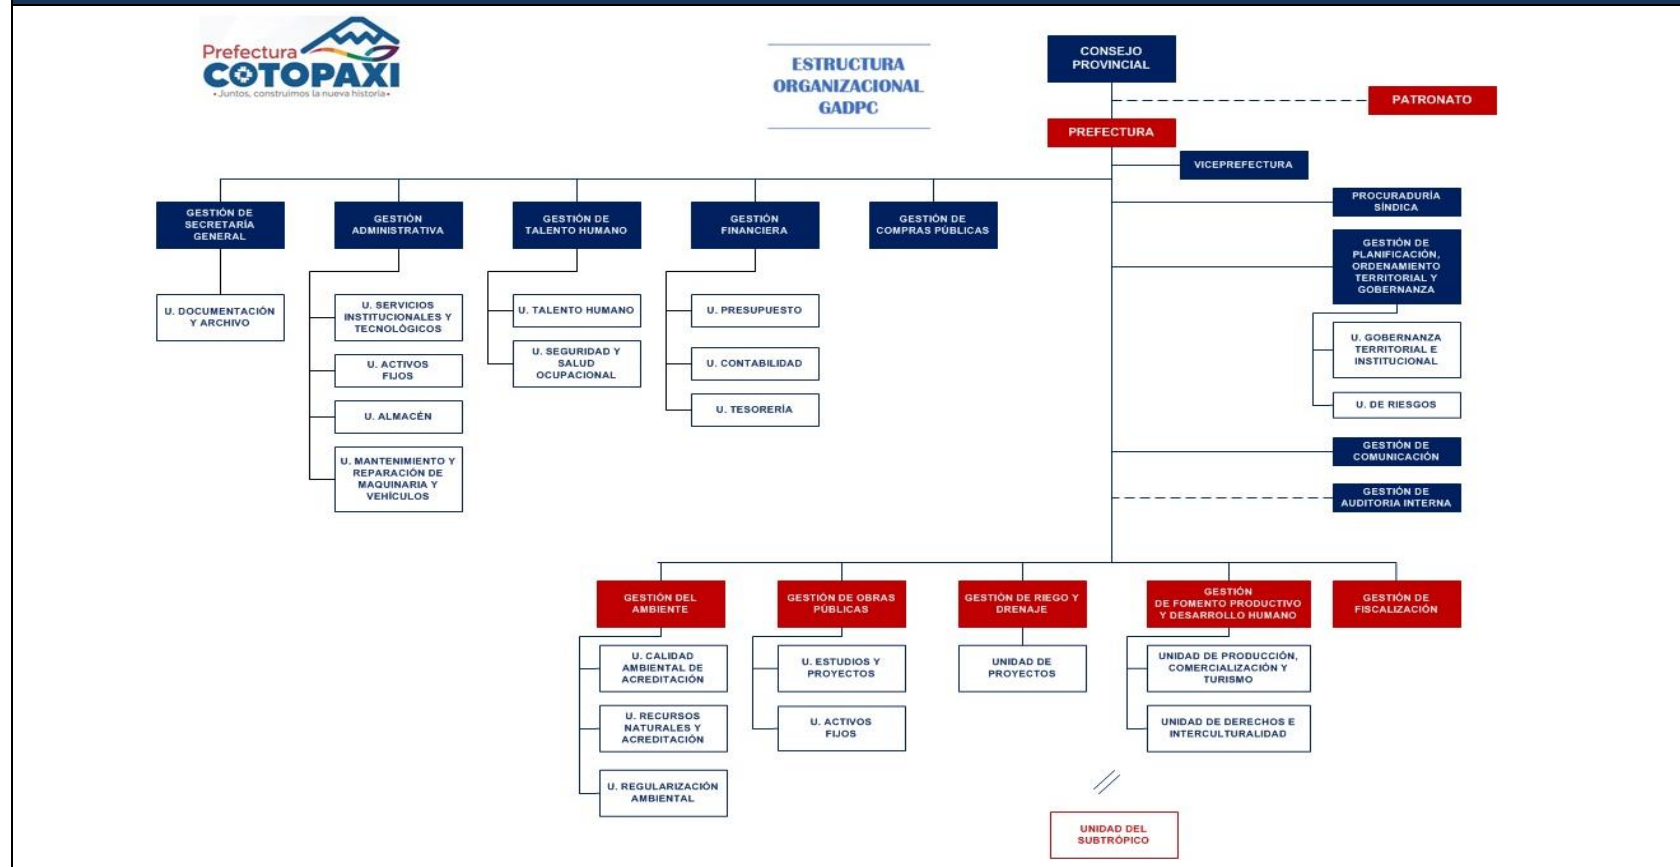 Prefectura
COTOPAXI
• Juntos, construimos la nueva historia •
ESTRUCTURA
ORGANIZACIONAL
GADPC
CONSEJO
PROVINCIAL
PATRONATO
PREFECTURA
VICEPREFECTURA
PROCURADURÍA
SÍNDICA
GESTIÓN DE
SECRETARÍA
GENERAL
GESTIÓN
ADMINISTRATIVA
GESTIÓN DE
TALENTO HUMANO
GESTIÓN
FINANCIERA
GESTIÓN DE
COMPRAS PÚBLICAS
GESTIÓN DE
PLANIFICACIÓN,
ORDENAMIENTO
TERRITORIAL Y
GOBERNANZA
U. DOCUMENTACIÓN
Y ARCHIVO
U. SERVICIOS
INSTITUCIONALES Y
TECNOLÓGICOS
U. ACTIVOS
FIJOS
U. ALMACÉN
U. MANTENIMIENTO Y
REPARACIÓN DE
MAQUINARIA Y
VEHÍCULOS
U. TALENTO HUMANO
U. SEGURIDAD Y
SALUD
OCUPACIONAL
U. PRESUPUESTO
U. CONTABILIDAD
U. TESORERÍA
U. GOBERNANZA
TERRITORIAL E
INSTITUCIONAL
U. DE RIESGOS
GESTIÓN DE
COMUNICACIÓN
GESTIÓN DE
AUDITORIA INTERNA
GESTIÓN DEL
AMBIENTE
GESTIÓN DE OBRAS
PÚBLICAS
GESTIÓN DE RIEGO Y
DRENAJE
GESTIÓN
DE FOMENTO PRODUCTIVO
Y DESARROLLO HUMANO
GESTIÓN DE
FISCALIZACIÓN
U. CALIDAD
AMBIENTAL DE
ACREDITACIÓN
U. RECURSOS
NATURALES Y
ACREDITACIÓN
U. REGULARIZACIÓN
AMBIENTAL
U. ESTUDIOS Y
PROYECTOS
U. ACTIVOS
FIJOS
UNIDAD DE
PROYECTOS
UNIDAD DE PRODUCCIÓN,
COMERCIALIZACIÓN Y
TURISMO
UNIDAD DE DERECHOS E
INTERCULTURALIDAD
UNIDAD DEL
SUBTRÓPICO